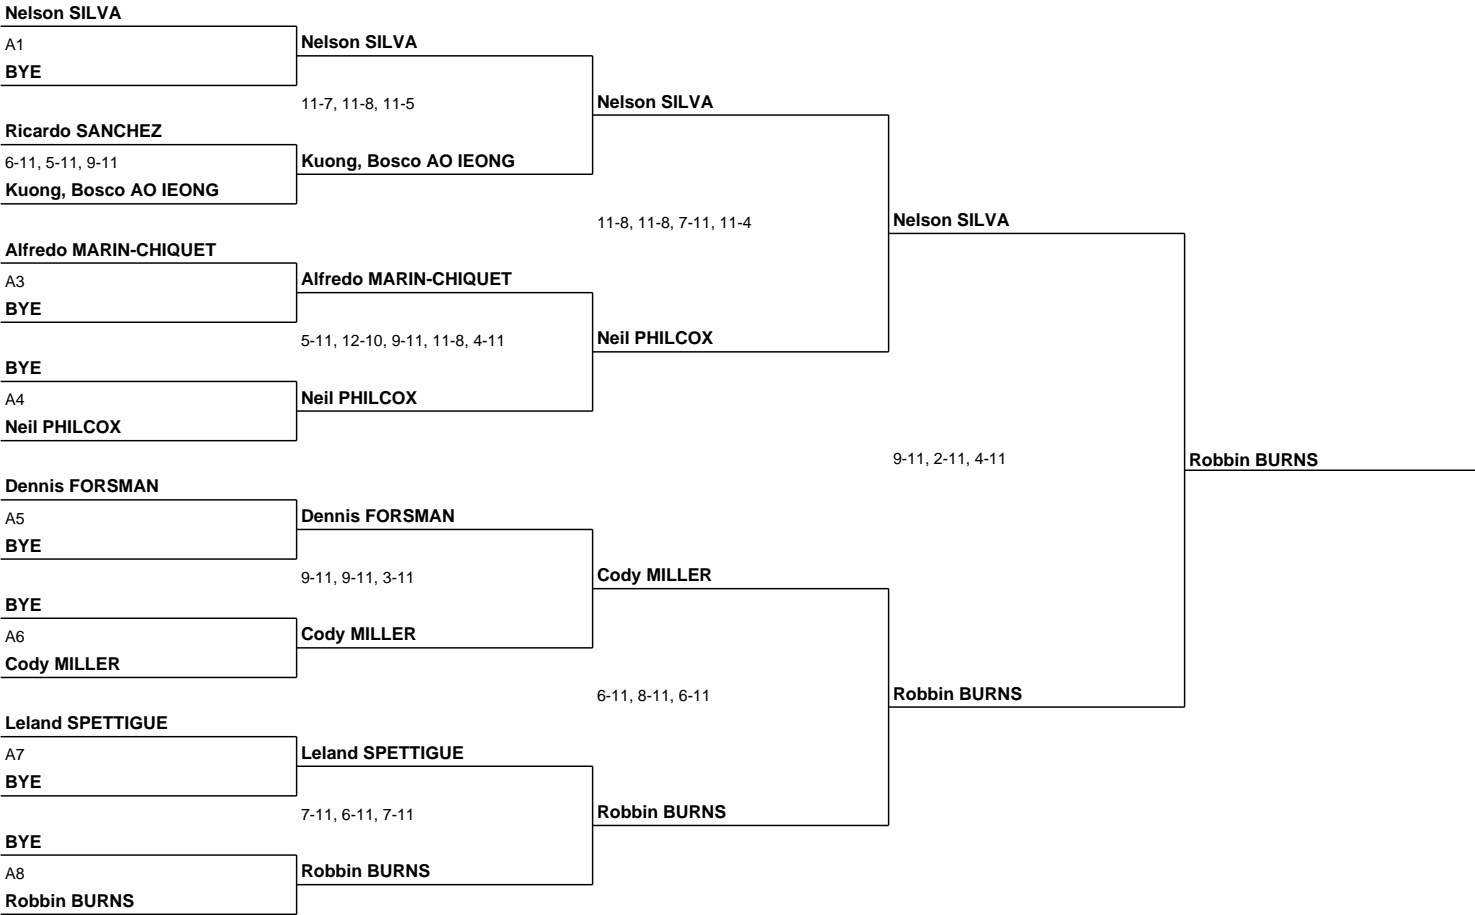 Nelson SILVA
A1
BYE
Ricardo SANCHEZ
6-11, 5-11, 9-11
Kuong, Bosco AO IEONG
Alfredo MARIN-CHIQUET
A3
BYE
BYE
A4
Neil PHILCOX
Dennis FORSMAN
A5
BYE
BYE
A6
Cody MILLER
Leland SPETTIGUE
A7
BYE
BYE
A8
Robbin BURNS
Nelson SILVA
11-7, 11-8, 11-5
Kuong, Bosco AO IEONG
Alfredo MARIN-CHIQUET
5-11, 12-10, 9-11, 11-8, 4-11
Neil PHILCOX
Dennis FORSMAN
9-11, 9-11, 3-11
Cody MILLER
Leland SPETTIGUE
7-11, 6-11, 7-11
Robbin BURNS
Nelson SILVA
11-8, 11-8, 7-11, 11-4
Neil PHILCOX
Cody MILLER
6-11, 8-11, 6-11
Robbin BURNS
Nelson SILVA
9-11, 2-11, 4-11
Robbin BURNS
Robbin BURNS